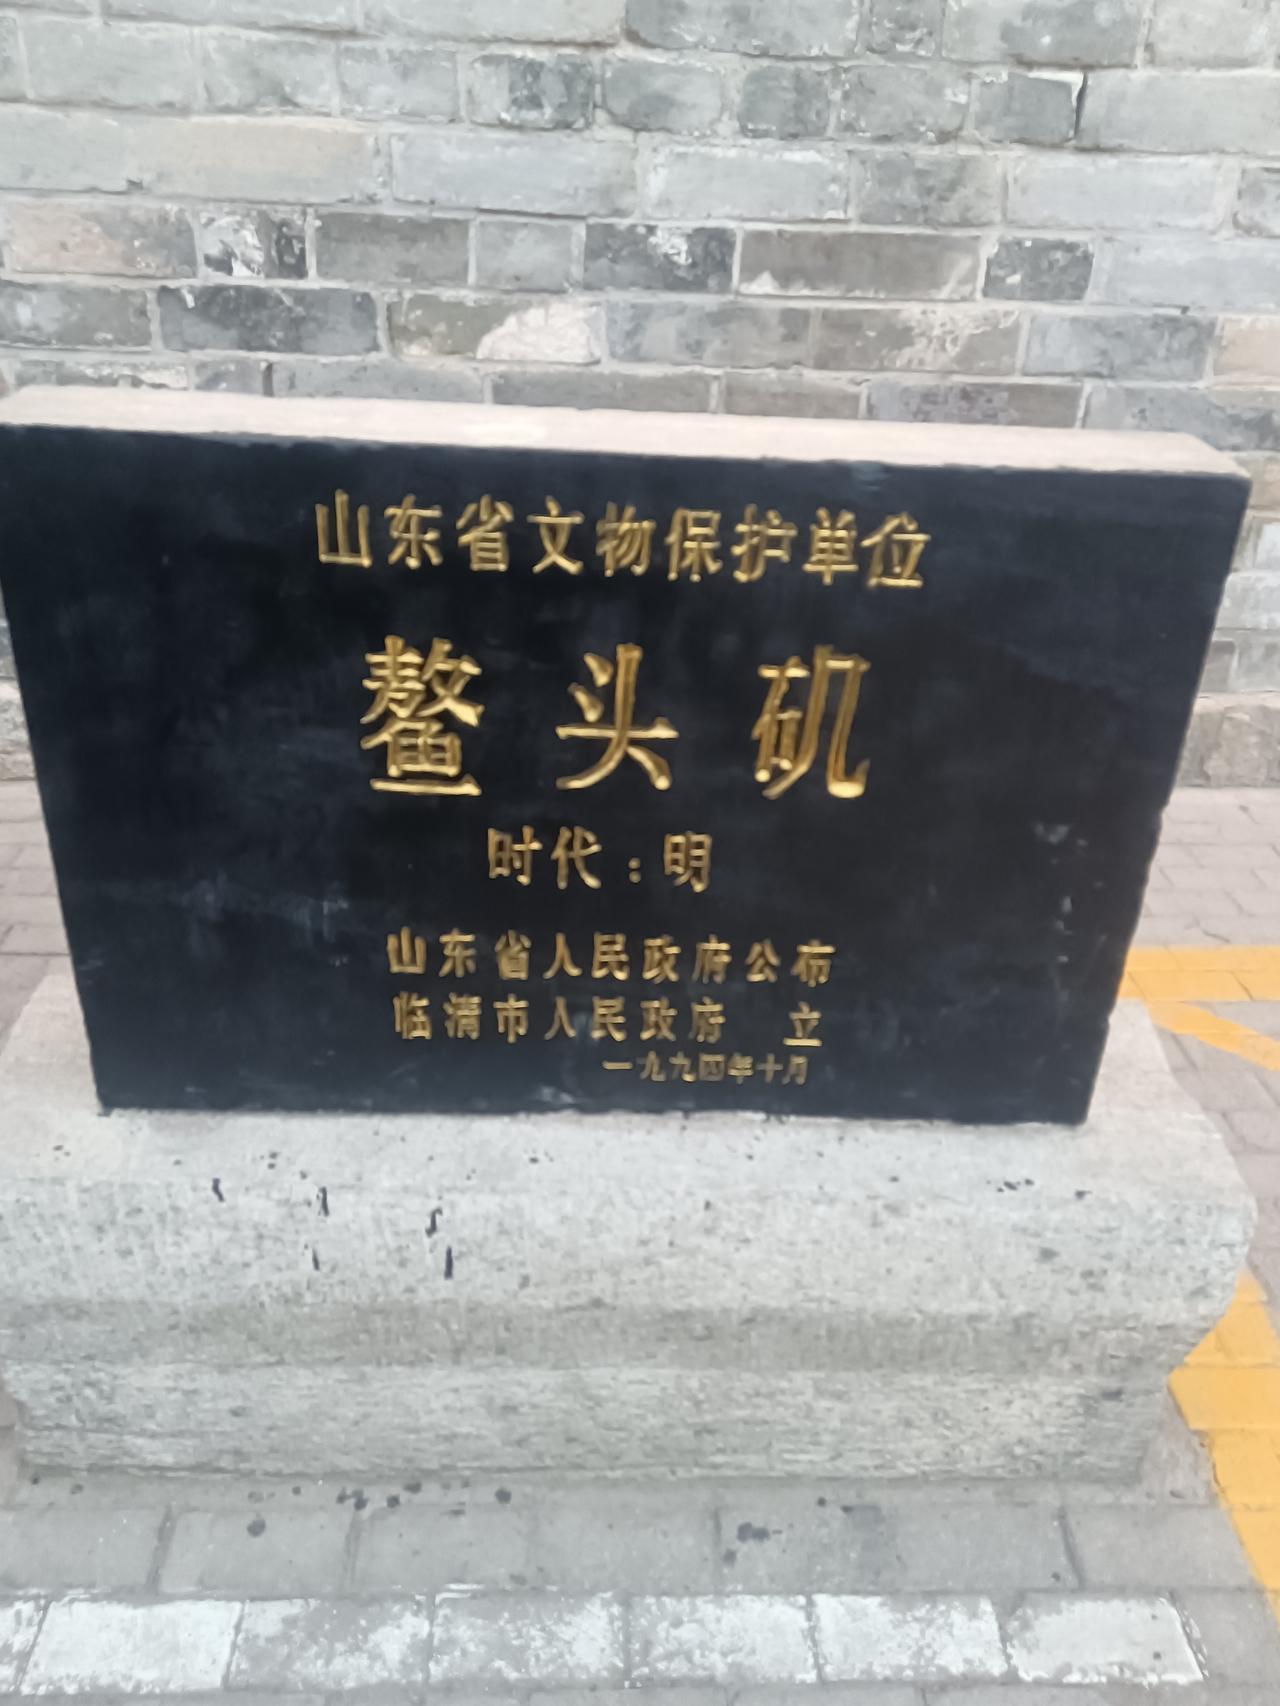 山东省文物保护单位
鳌头矶
时代：明
山东省人民政府公布
临清市人民政府 立
一九九四年十月